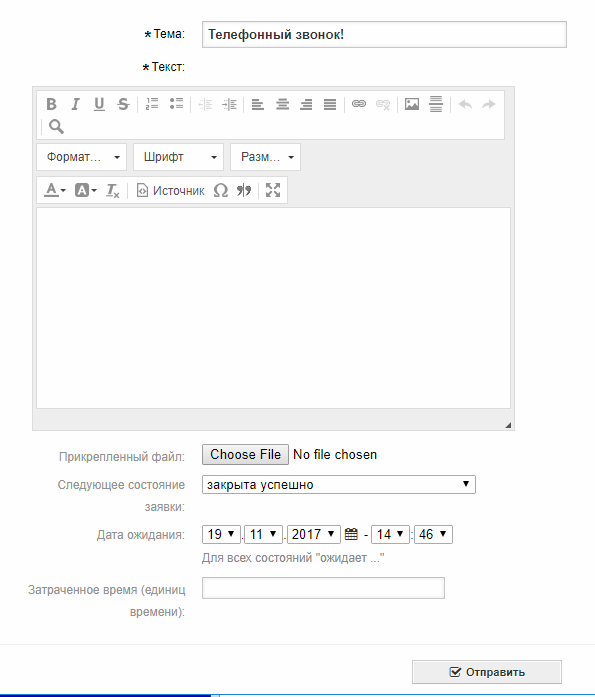 * Тема: Телефонный звонок!
* Текст:
B I U S
Формат... Шрифт Разм...
A A Tx Источник Ω
Прикрепленный файл: Choose File No file chosen
Следующее состояние заявки: закрыта успешно
Дата ожидания: 19 . 11 . 2017 - 14 : 46
Для всех состояний "ожидает ..."
Затраченное время (единиц времени):
Отправить